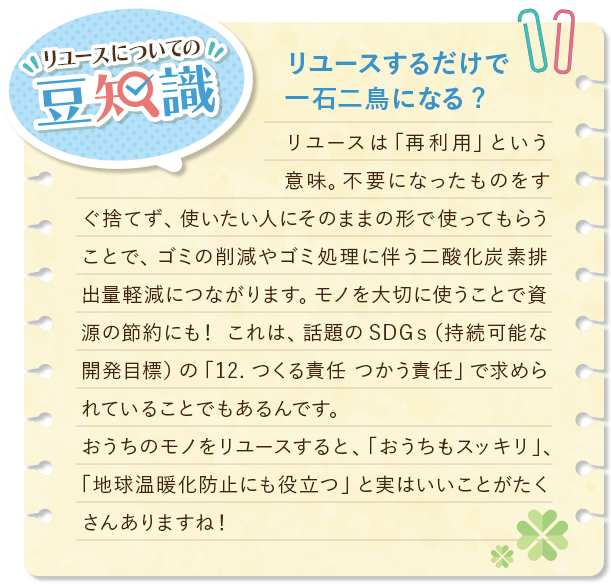 リユースについての
豆知識
リユースするだけで
一石二鳥になる？
リユースは「再利用」という
意味。不要になったものをす
ぐ捨てず、使いたい人にそのままの形で使ってもらう
ことで、ゴミの削減やゴミ処理に伴う二酸化炭素排
出量軽減につながります。モノを大切に使うことで資
源の節約にも！ これは、話題のSDGs（持続可能な
開発目標）の「12. つくる責任 つかう責任」で求めら
れていることでもあるんです。
おうちのモノをリユースすると、「おうちもスッキリ」、
「地球温暖化防止にも役立つ」と実はいいことがたく
さんありますね！